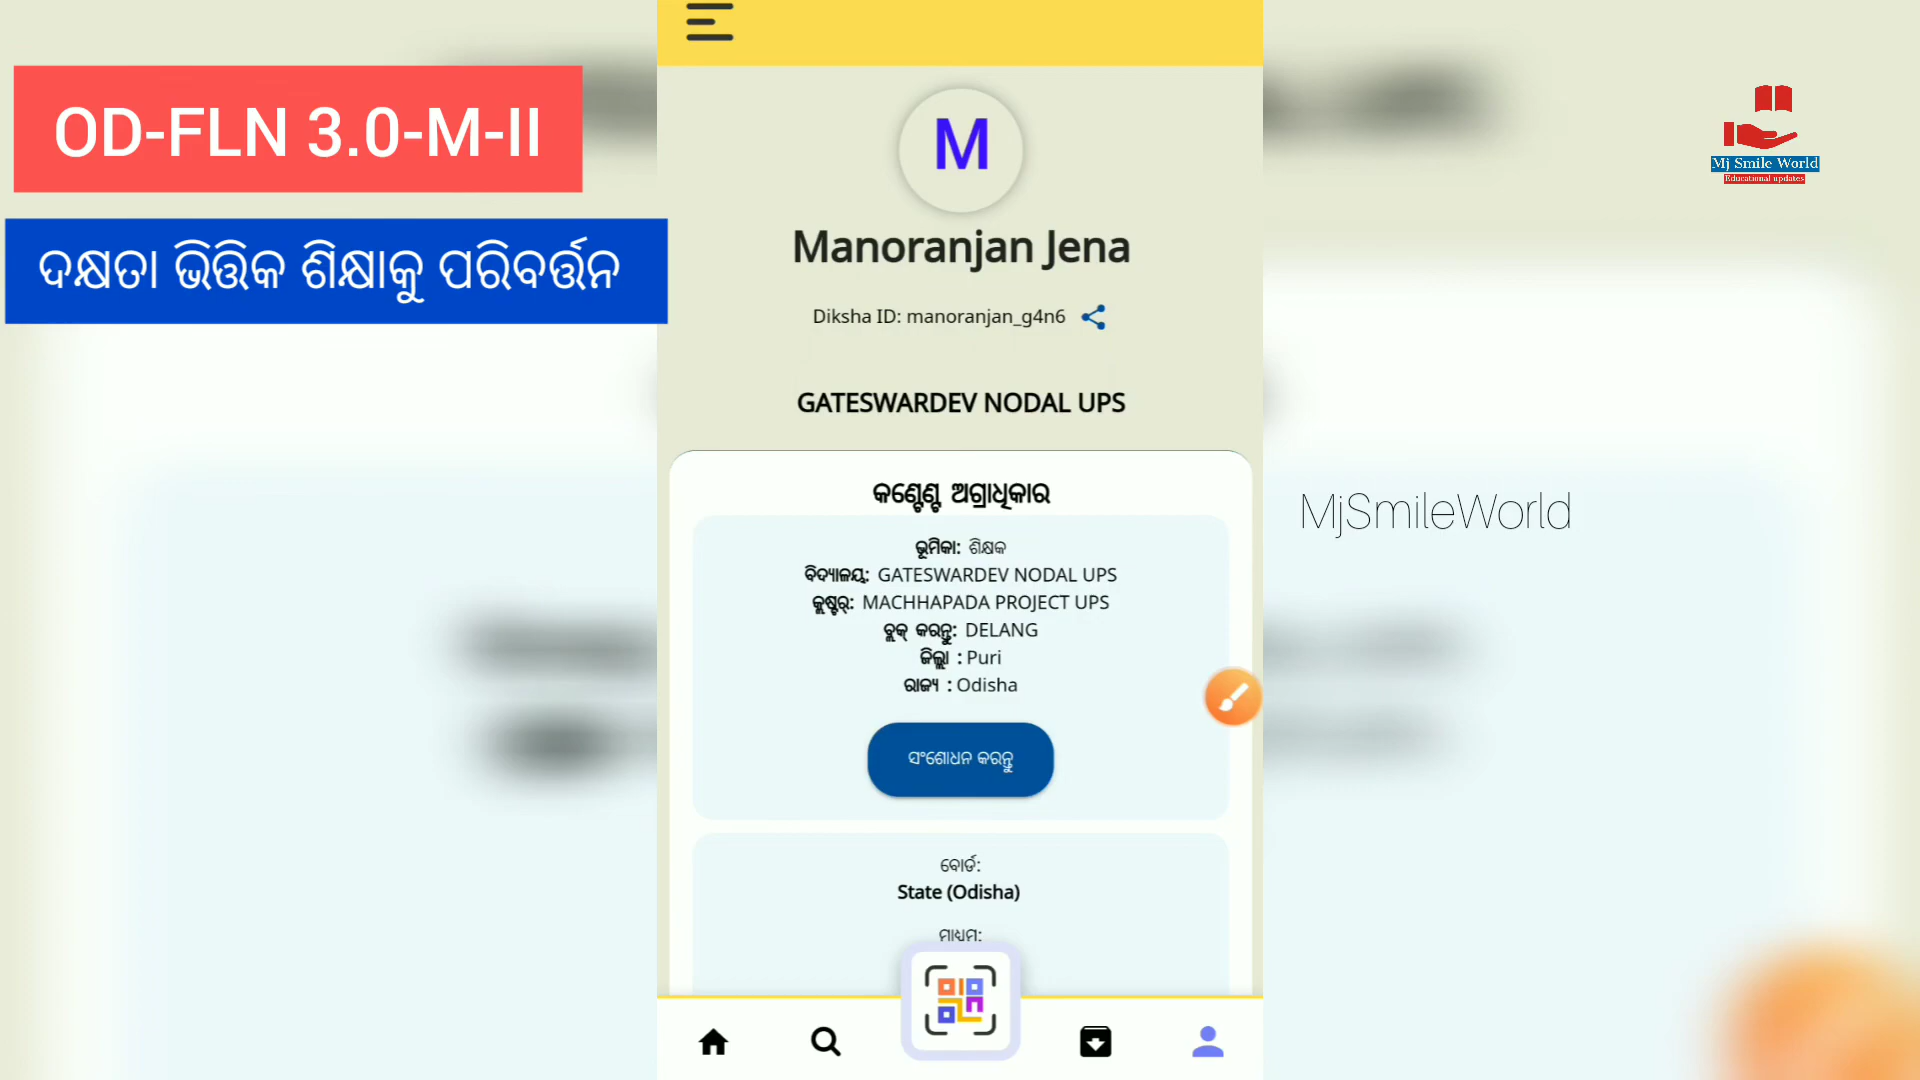 OD-FLN 3.0-M-II
ଦକ୍ଷତା ଭିତ୍ତିକ ଶିକ୍ଷାକୁ ପରିବର୍ତ୍ତନ
M
Manoranjan Jena
Diksha ID: manoranjan_g4n6
GATESWARDEV NODAL UPS
କଣ୍ଟେଣ୍ଟ ଅଗ୍ରାଧିକାର
ଭୂମିକା: ଶିକ୍ଷକ
ବିଦ୍ୟାଳୟ: GATESWARDEV NODAL UPS
କ୍ଲଷ୍ଟର୍: MACHHAPADA PROJECT UPS
ବ୍ଲକ୍ କରନ୍ତୁ: DELANG
ଜିଲ୍ଲା : Puri
ରାଜ୍ୟ : Odisha
ସଂଶୋଧନ କରନ୍ତୁ
ବୋର୍ଡ:
State (Odisha)
ମାଧ୍ୟମ:
Mj Smile World
Educational updates
MjSmileWorld